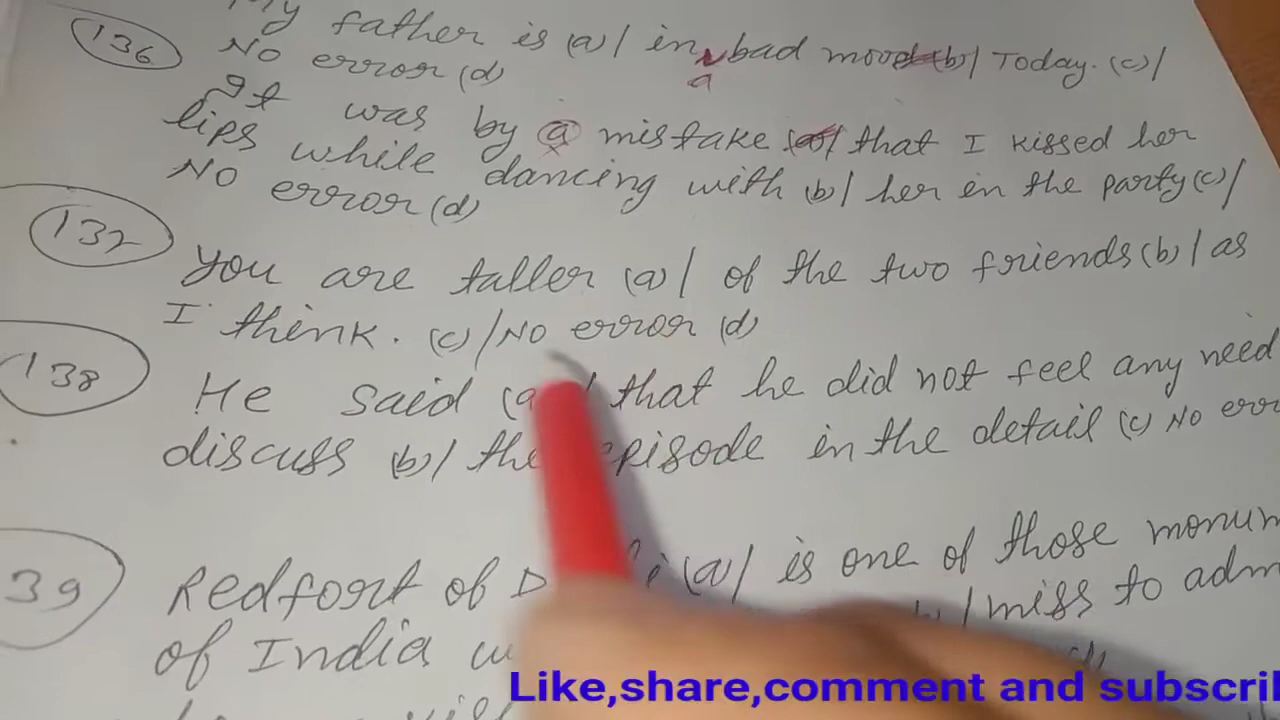 My father is (a)/ in bad mood (b)/ Today. (c)/
a
136 No error (d)
It was by a mistake (a)/ that I kissed her
lips while dancing with (b)/ her in the party (c)/
No error (d)
137 You are taller (a)/ of the two friends (b)/ as
I think. (c)/ No error (d)
138 He said (a)/ that he did not feel any need
discuss (b)/ the episode in the detail (c) No
39 Redfort of (a)/ is one of those
of India (b)/ miss to
Like,share,comment and